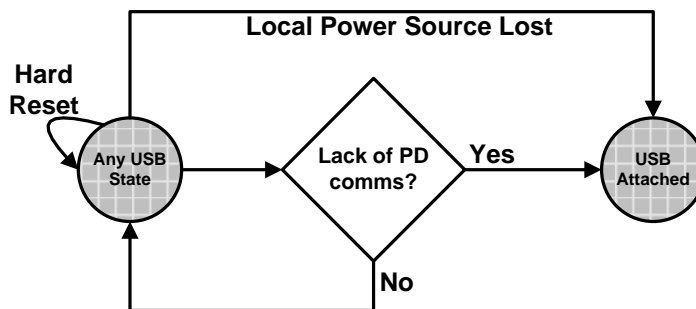 Local Power Source Lost
Hard
Reset
Any USB
State
Lack of PD
comms?
Yes
USB
Attached
No